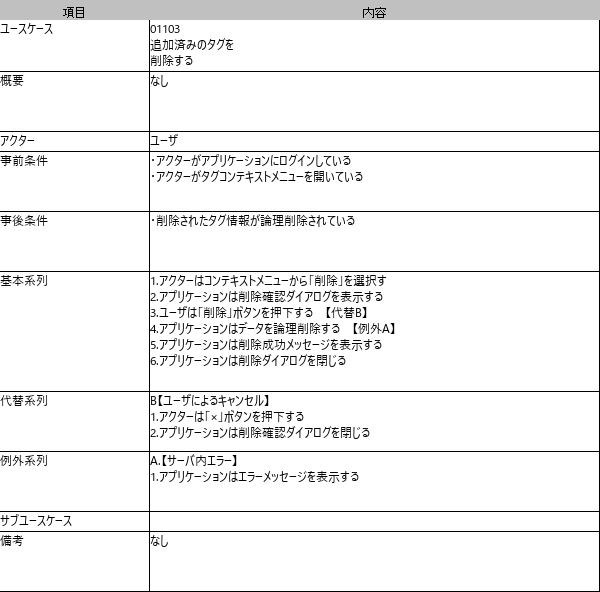 項目 内容
ユースケース 01103
追加済みのタグを
削除する
概要 なし
アクター ユーザ
事前条件 ・アクターがアプリケーションにログインしている
・アクターがタグコンテキストメニューを開いている
事後条件 ・削除されたタグ情報が論理削除されている
基本系列 1.アクターはコンテキストメニューから「削除」を選択す
2.アプリケーションは削除確認ダイアログを表示する
3.ユーザは「削除」ボタンを押下する　【代替B】
4.アプリケーションはデータを論理削除する　【例外A】
5.アプリケーションは削除成功メッセージを表示する
6.アプリケーションは削除ダイアログを閉じる
代替系列 B【ユーザによるキャンセル】
1.アクターは「×」ボタンを押下する
2.アプリケーションは削除確認ダイアログを閉じる
例外系列 A.【サーバ内エラー】
1.アプリケーションはエラーメッセージを表示する
サブユースケース
備考 なし